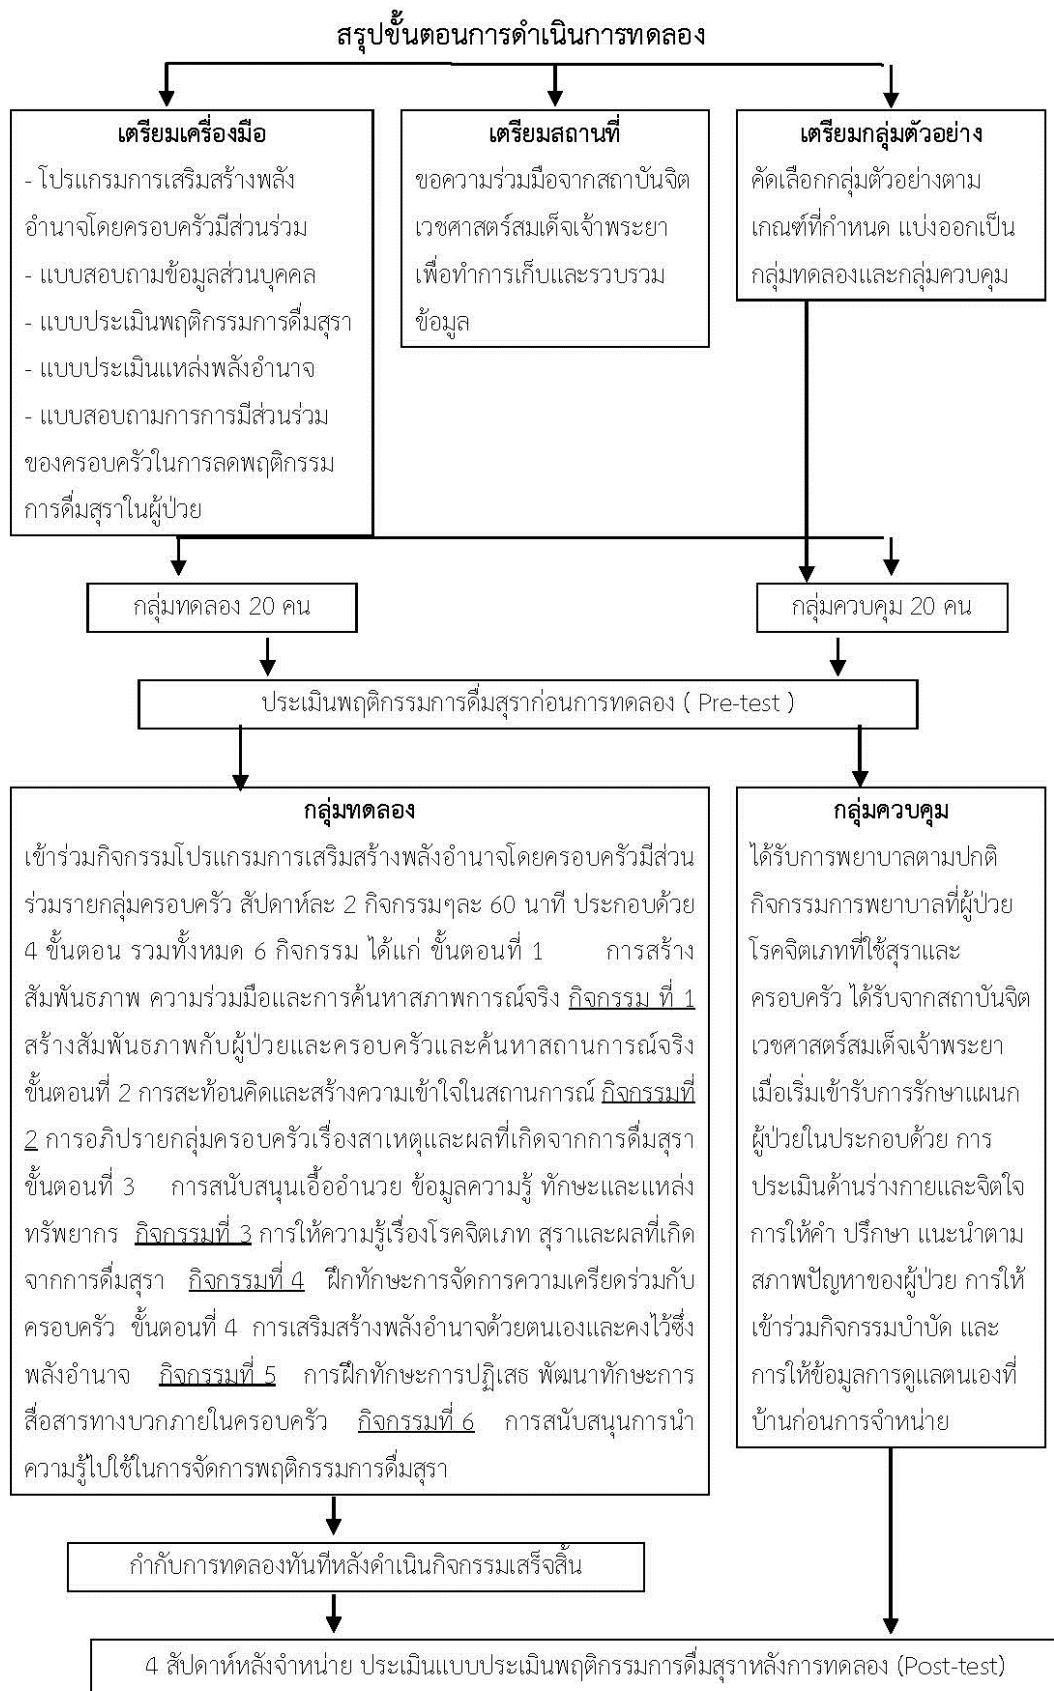 สรุปขั้นตอนการดำเนินการทดลอง
เตรียมเครื่องมือ
- โปรแกรมการเสริมสร้างพลัง
อำนาจโดยครอบครัวมีส่วนร่วม
- แบบสอบถามข้อมูลส่วนบุคคล
- แบบประเมินพฤติกรรมการดื่มสุรา
- แบบประเมินแหล่งพลังอำนาจ
- แบบสอบถามการการมีส่วนร่วม
ของครอบครัวในการลดพฤติกรรม
การดื่มสุราในผู้ป่วย
เตรียมสถานที่
ขอความร่วมมือจากสถาบันจิต
เวชศาสตร์สมเด็จเจ้าพระยา
เพื่อทำการเก็บและรวบรวม
ข้อมูล
เตรียมกลุ่มตัวอย่าง
คัดเลือกกลุ่มตัวอย่างตาม
เกณฑ์ที่กำหนด แบ่งออกเป็น
กลุ่มทดลองและกลุ่มควบคุม
กลุ่มทดลอง 20 คน
กลุ่มควบคุม 20 คน
ประเมินพฤติกรรมการดื่มสุราก่อนการทดลอง ( Pre-test )
กลุ่มทดลอง
เข้าร่วมกิจกรรมโปรแกรมการเสริมสร้างพลังอำนาจโดยครอบครัวมีส่วน
ร่วมรายกลุ่มครอบครัว สัปดาห์ละ 2 กิจกรรมๆละ 60 นาที ประกอบด้วย
4 ขั้นตอน รวมทั้งหมด 6 กิจกรรม ได้แก่ ขั้นตอนที่ 1 การสร้าง
สัมพันธภาพ ความร่วมมือและการค้นหาสภาพการณ์จริง กิจกรรม ที่ 1
สร้างสัมพันธภาพกับผู้ป่วยและครอบครัวและค้นหาสถานการณ์จริง
ขั้นตอนที่ 2 การสะท้อนคิดและสร้างความเข้าใจในสถานการณ์ กิจกรรมที่
2 การอภิปรายกลุ่มครอบครัวเรื่องสาเหตุและผลที่เกิดจากการดื่มสุรา
ขั้นตอนที่ 3 การสนับสนุนเอื้ออำนวย ข้อมูลความรู้ ทักษะและแหล่ง
ทรัพยากร กิจกรรมที่ 3 การให้ความรู้เรื่องโรคจิตเภท สุราและผลที่เกิด
จากการดื่มสุรา กิจกรรมที่ 4 ฝึกทักษะการจัดการความเครียดร่วมกับ
ครอบครัว ขั้นตอนที่ 4 การเสริมสร้างพลังอำนาจด้วยตนเองและคงไว้ซึ่ง
พลังอำนาจ กิจกรรมที่ 5 การฝึกทักษะการปฏิเสธ พัฒนาทักษะการ
สื่อสารทางบวกภายในครอบครัว กิจกรรมที่ 6 การสนับสนุนการนำ
ความรู้ไปใช้ในการจัดการพฤติกรรมการดื่มสุรา
กลุ่มควบคุม
ได้รับการพยาบาลตามปกติ
กิจกรรมการพยาบาลที่ผู้ป่วย
โรคจิตเภทที่ใช้สุราและ
ครอบครัว ได้รับจากสถาบันจิต
เวชศาสตร์สมเด็จเจ้าพระยา
เมื่อเริ่มเข้ารับการรักษาแผนก
ผู้ป่วยในประกอบด้วย การ
ประเมินด้านร่างกายและจิตใจ
การให้คำ ปรึกษา แนะนำตาม
สภาพปัญหาของผู้ป่วย การให้
เข้าร่วมกิจกรรมบำบัด และ
การให้ข้อมูลการดูแลตนเองที่
บ้านก่อนการจำหน่าย
กำกับการทดลองทันทีหลังดำเนินกิจกรรมเสร็จสิ้น
4 สัปดาห์หลังจำหน่าย ประเมินแบบประเมินพฤติกรรมการดื่มสุราหลังการทดลอง (Post-test)